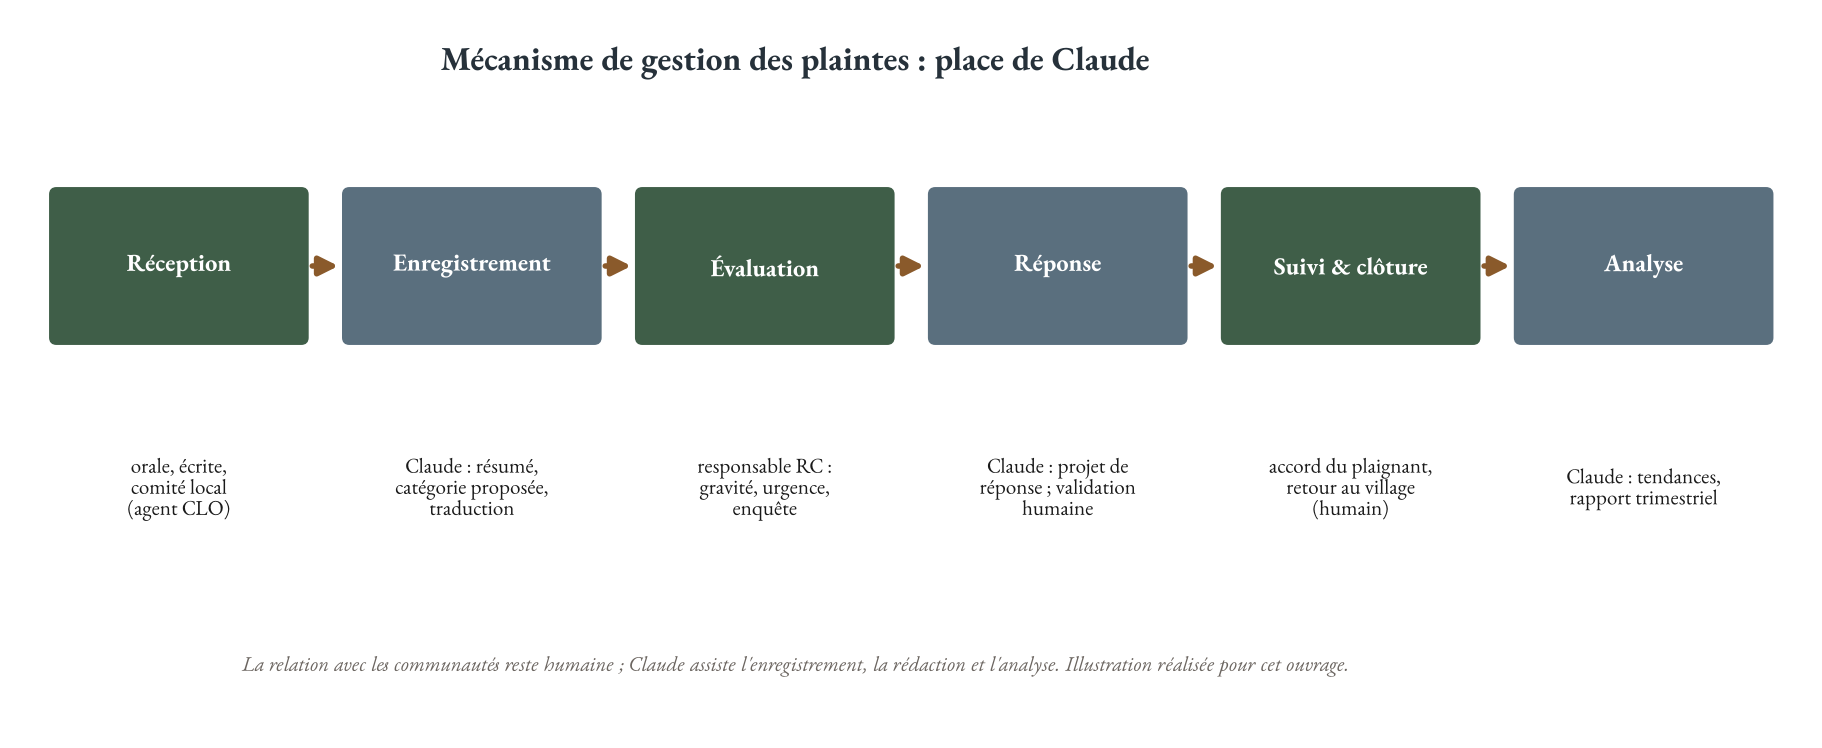 Mécanisme de gestion des plaintes : place de Claude
Réception
Enregistrement
Évaluation
Réponse
Suivi & clôture
Analyse
orale, écrite,
comité local
(agent CLO)
Claude : résumé,
catégorie proposée,
traduction
responsable RC :
gravité, urgence,
enquête
Claude : projet de
réponse ; validation
humaine
accord du plaignant,
retour au village
(humain)
Claude : tendances,
rapport trimestriel
La relation avec les communautés reste humaine ; Claude assiste l'enregistrement, la rédaction et l'analyse. Illustration réalisée pour cet ouvrage.